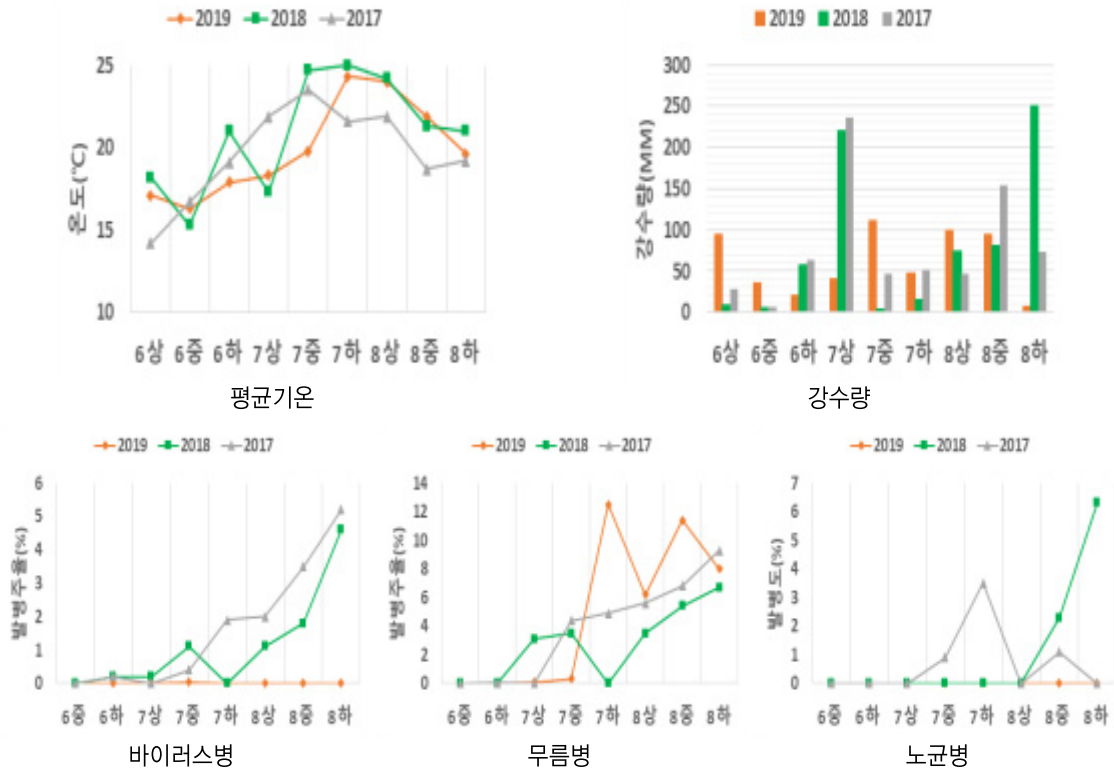 2019 2018 2017
25
20
15
10
온도(℃)
6상 6중 6하 7상 7중 7하 8상 8중 8하
평균기온
2019 2018 2017
300
250
200
150
100
50
0
강수량(MM)
6상 6중 6하 7상 7중 7하 8상 8중 8하
강수량
2019 2018 2017
6
5
4
3
2
1
0
발병주율(%)
6중 6하 7상 7중 7하 8상 8중 8하
바이러스병
2019 2018 2017
14
12
10
8
6
4
2
0
발병주율(%)
6중 6하 7상 7중 7하 8상 8중 8하
무름병
2019 2018 2017
7
6
5
4
3
2
1
0
발병도(%)
6중 6하 7상 7중 7하 8상 8중 8하
노균병